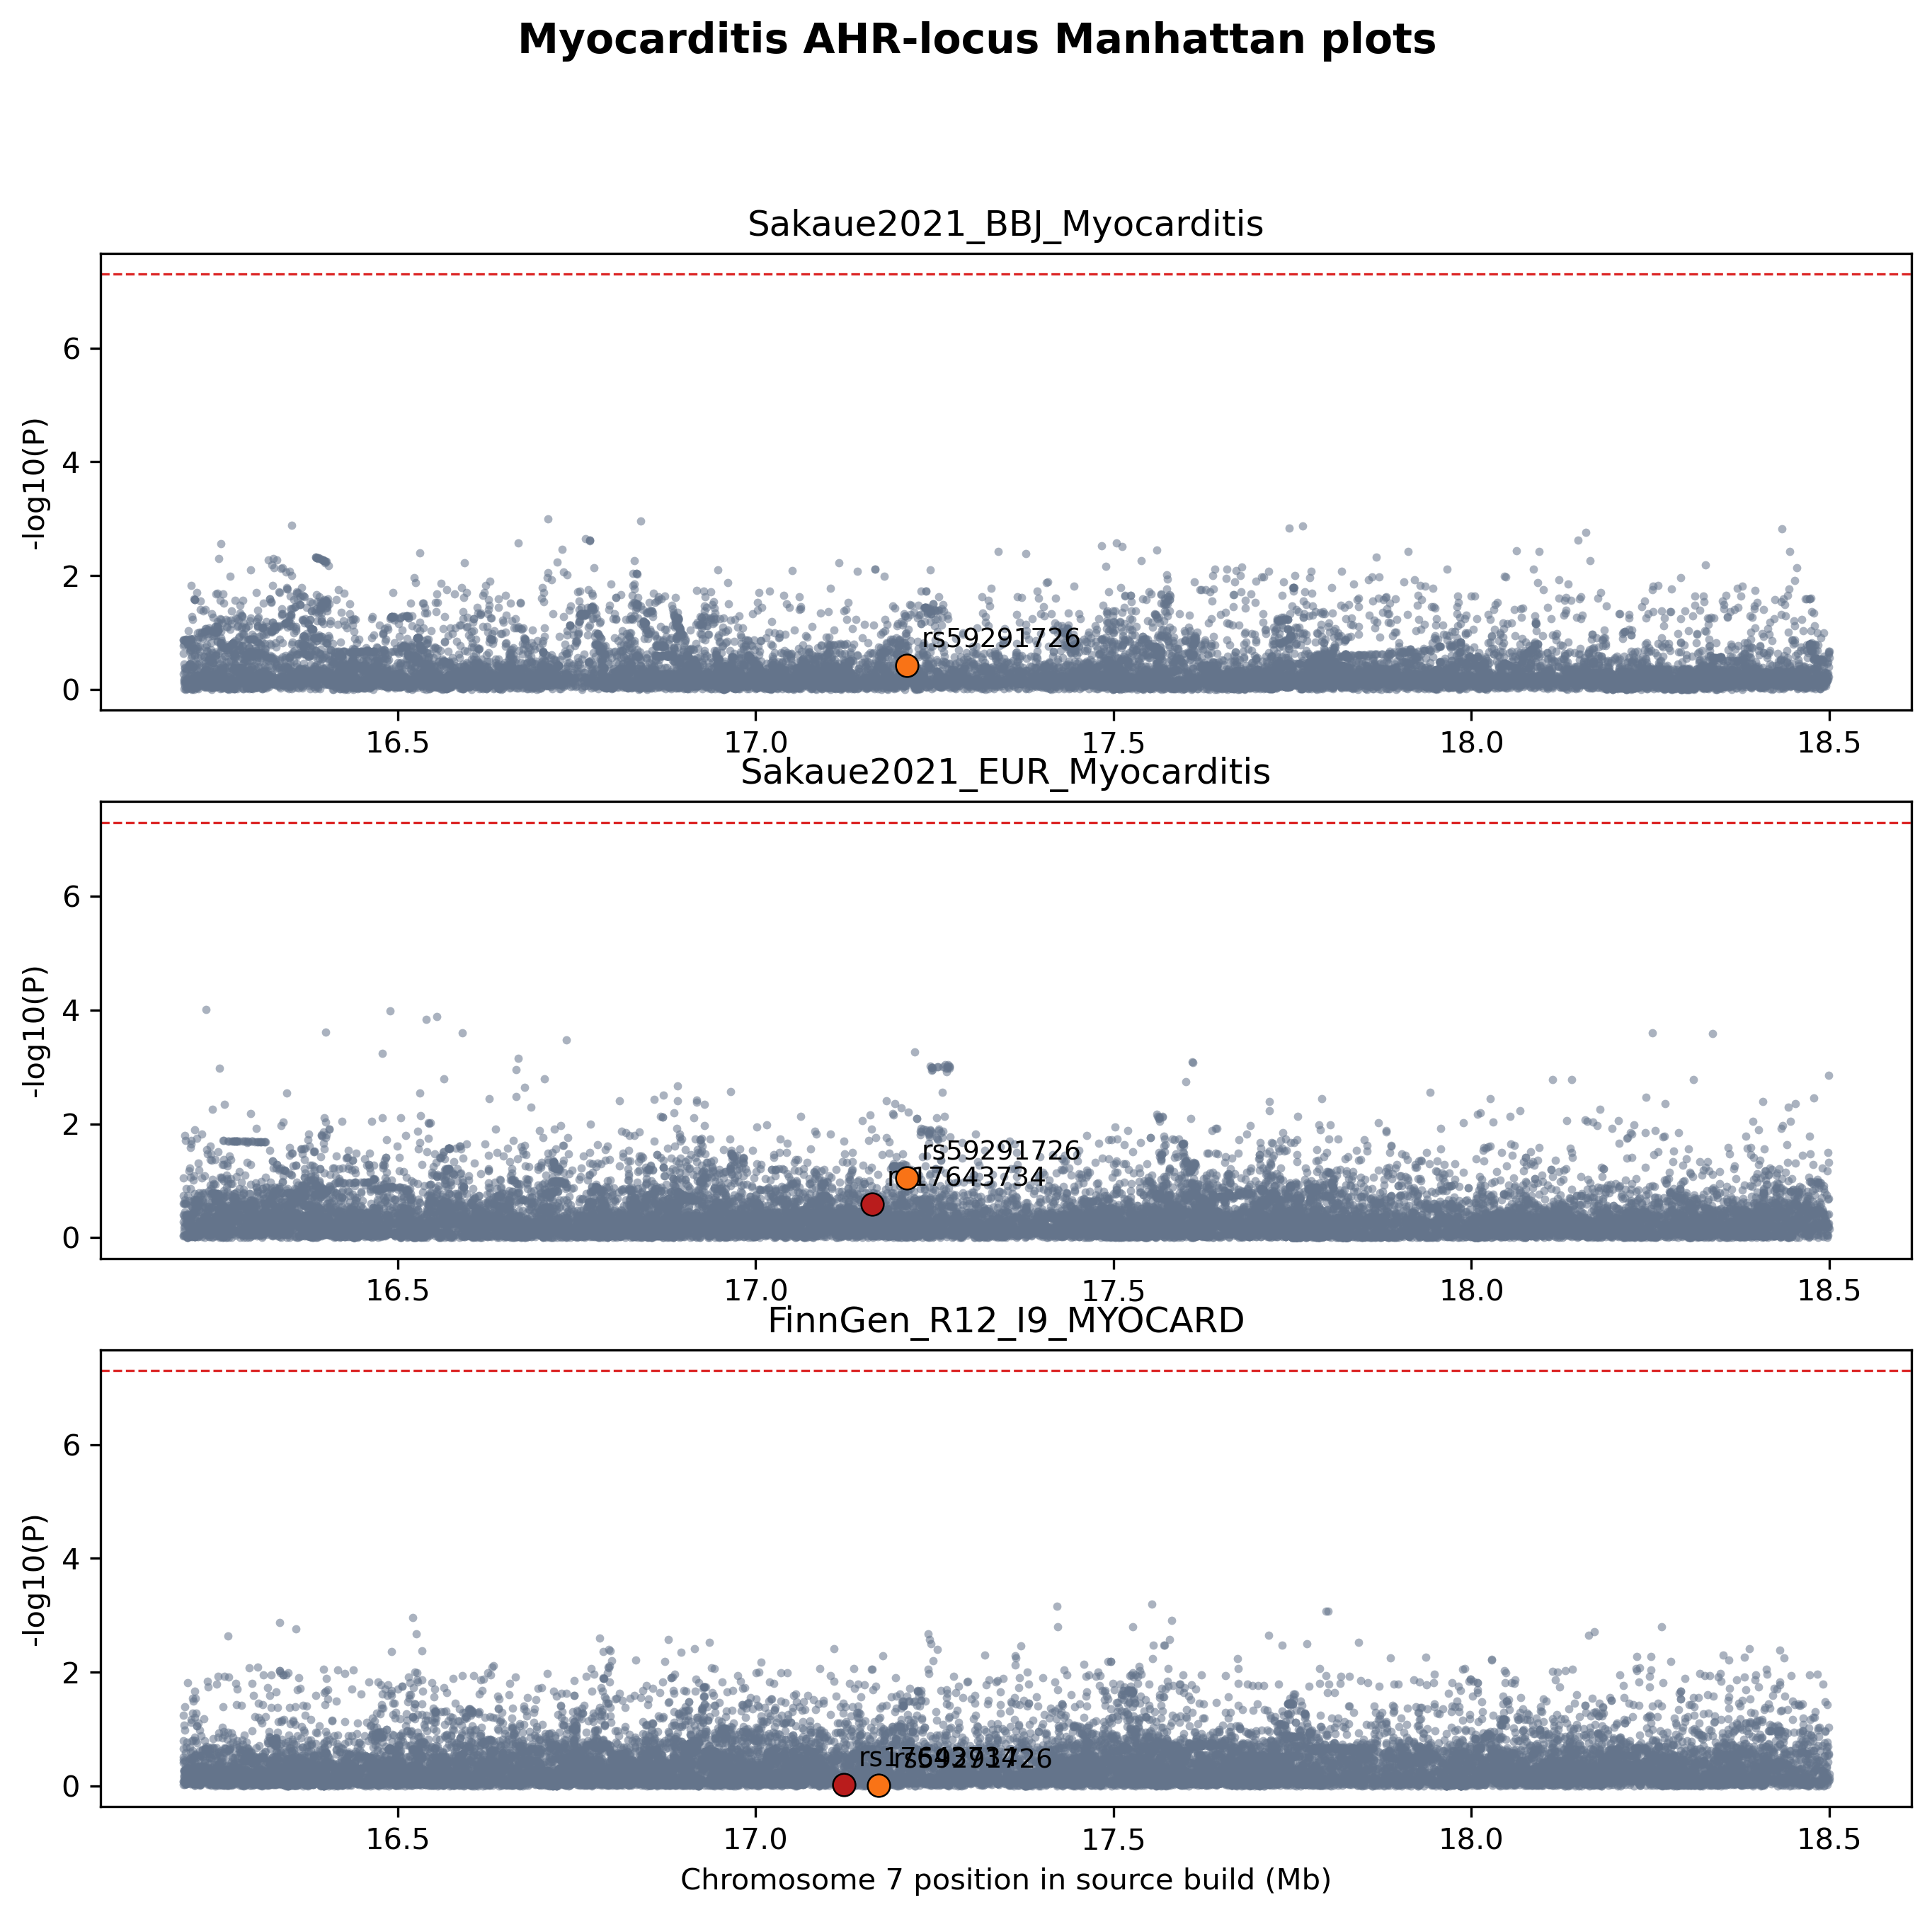 Myocarditis AHR-locus Manhattan plots
Sakaue2021_BBJ_Myocarditis
-log10(P)
6
4
2
0
rs59291726
16.5 17.0 17.5 18.0 18.5
Sakaue2021_EUR_Myocarditis
-log10(P)
6
4
2
0
rs59291726
rs17643734
16.5 17.0 17.5 18.0 18.5
FinnGen_R12_I9_MYOCARD
-log10(P)
6
4
2
0
rs17643734
rs59291726
16.5 17.0 17.5 18.0 18.5
Chromosome 7 position in source build (Mb)